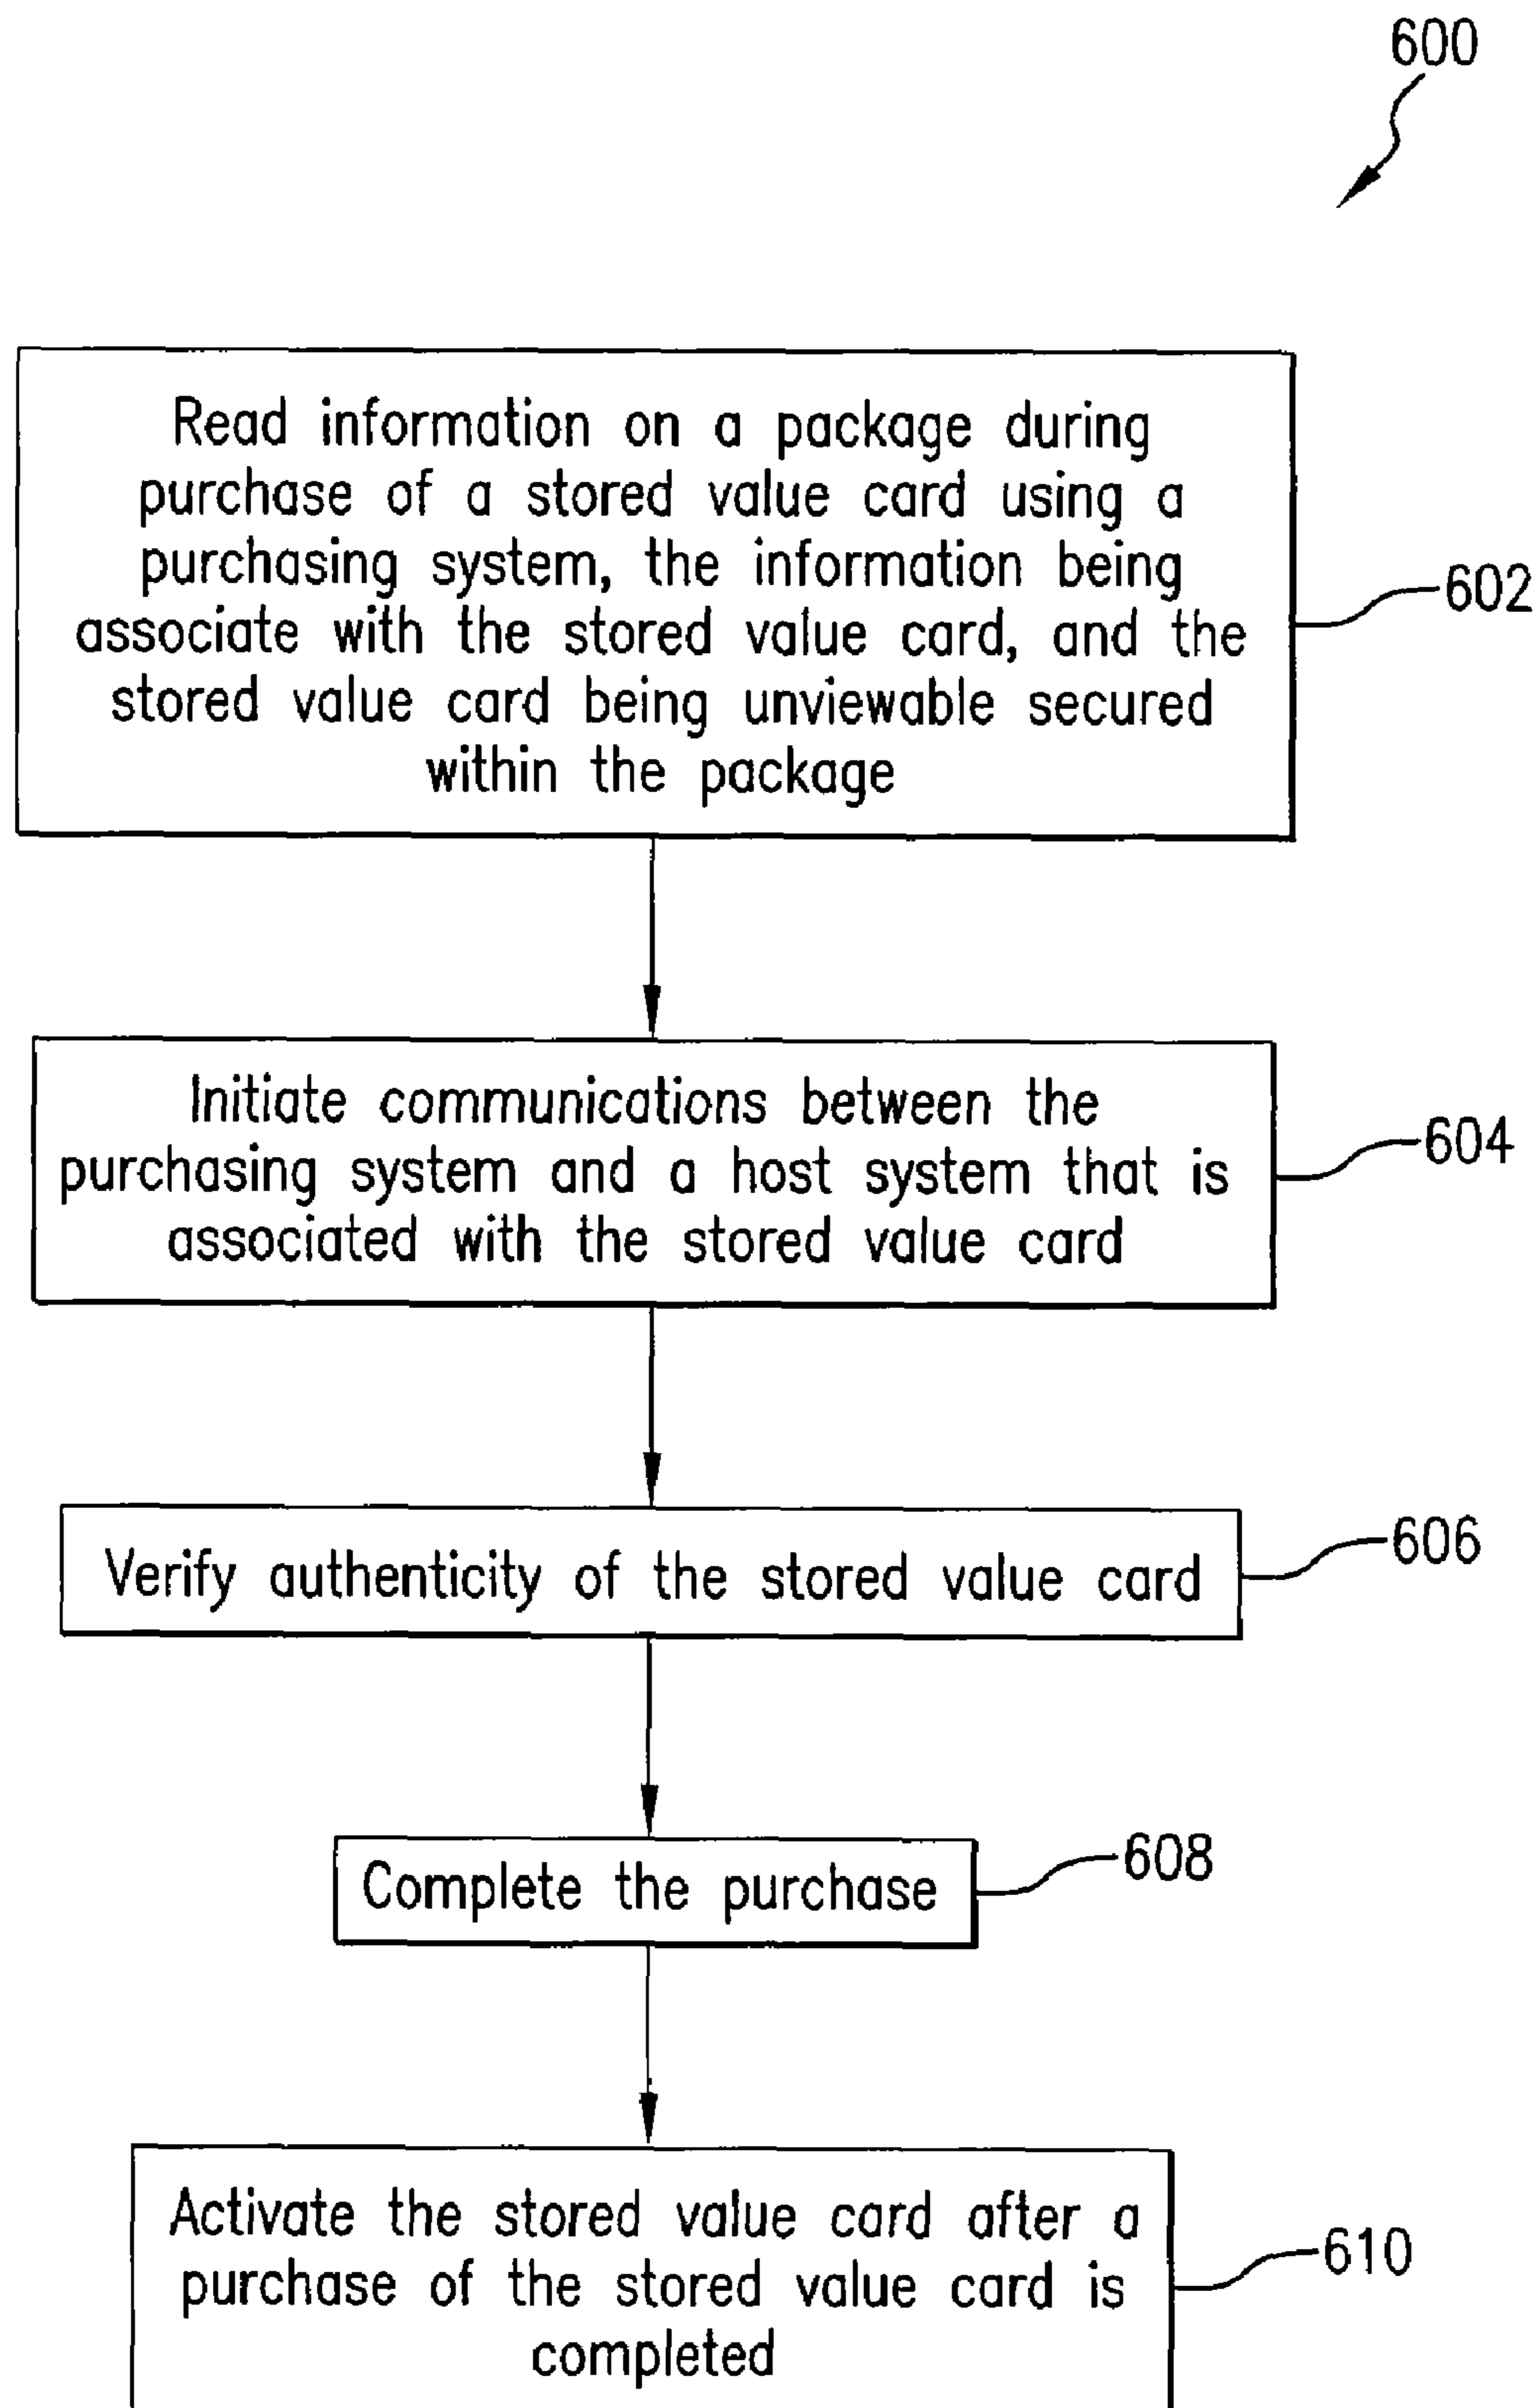 600
Read information on a package during
purchase of a stored value card using a
purchasing system, the information being
associate with the stored value card, and the
stored value card being unviewable secured
within the package
602
Initiate communications between the
purchasing system and a host system that is
associated with the stored value card
604
Verify authenticity of the stored value card
606
Complete the purchase
608
Activate the stored value card after a
purchase of the stored value card is
completed
610